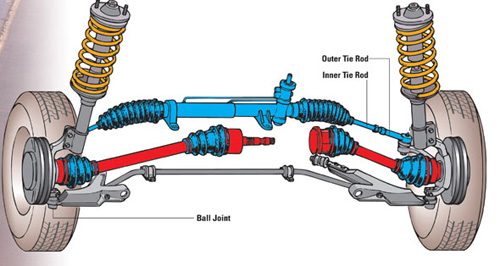 Outer Tie Rod
Inner Tie Rod
Ball Joint